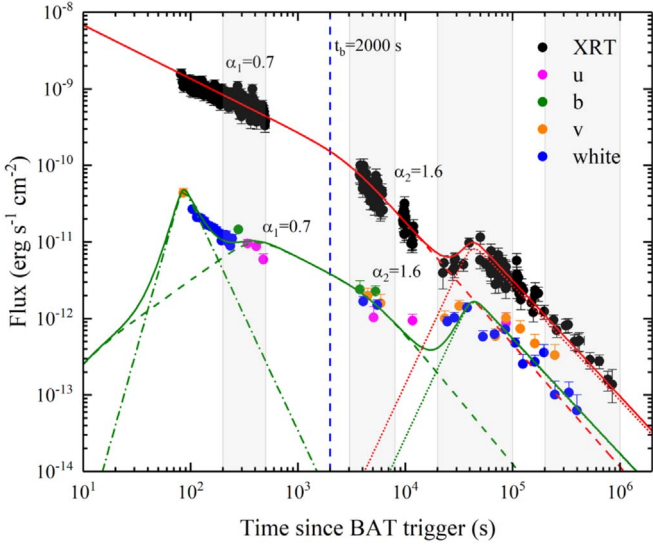 10⁻⁸
10⁻⁹
10⁻¹⁰
10⁻¹¹
10⁻¹²
10⁻¹³
10⁻¹⁴
Flux (erg s⁻¹ cm⁻²)
α₁=0.7
t_b=2000 s
XRT
u
b
v
white
α₂=1.6
α₁=0.7
α₂=1.6
10¹ 10² 10³ 10⁴ 10⁵ 10⁶
Time since BAT trigger (s)